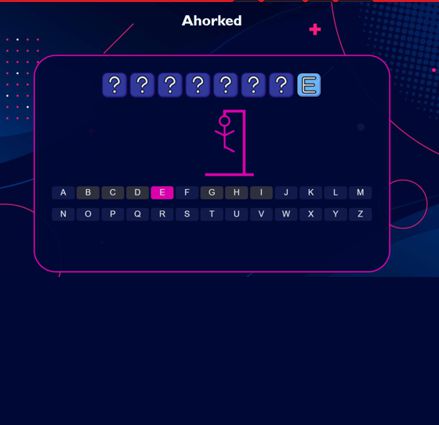 Ahorked
? ? ? ? ? ? ? E
A B C D E F G H I J K L M
N O P Q R S T U V W X Y Z